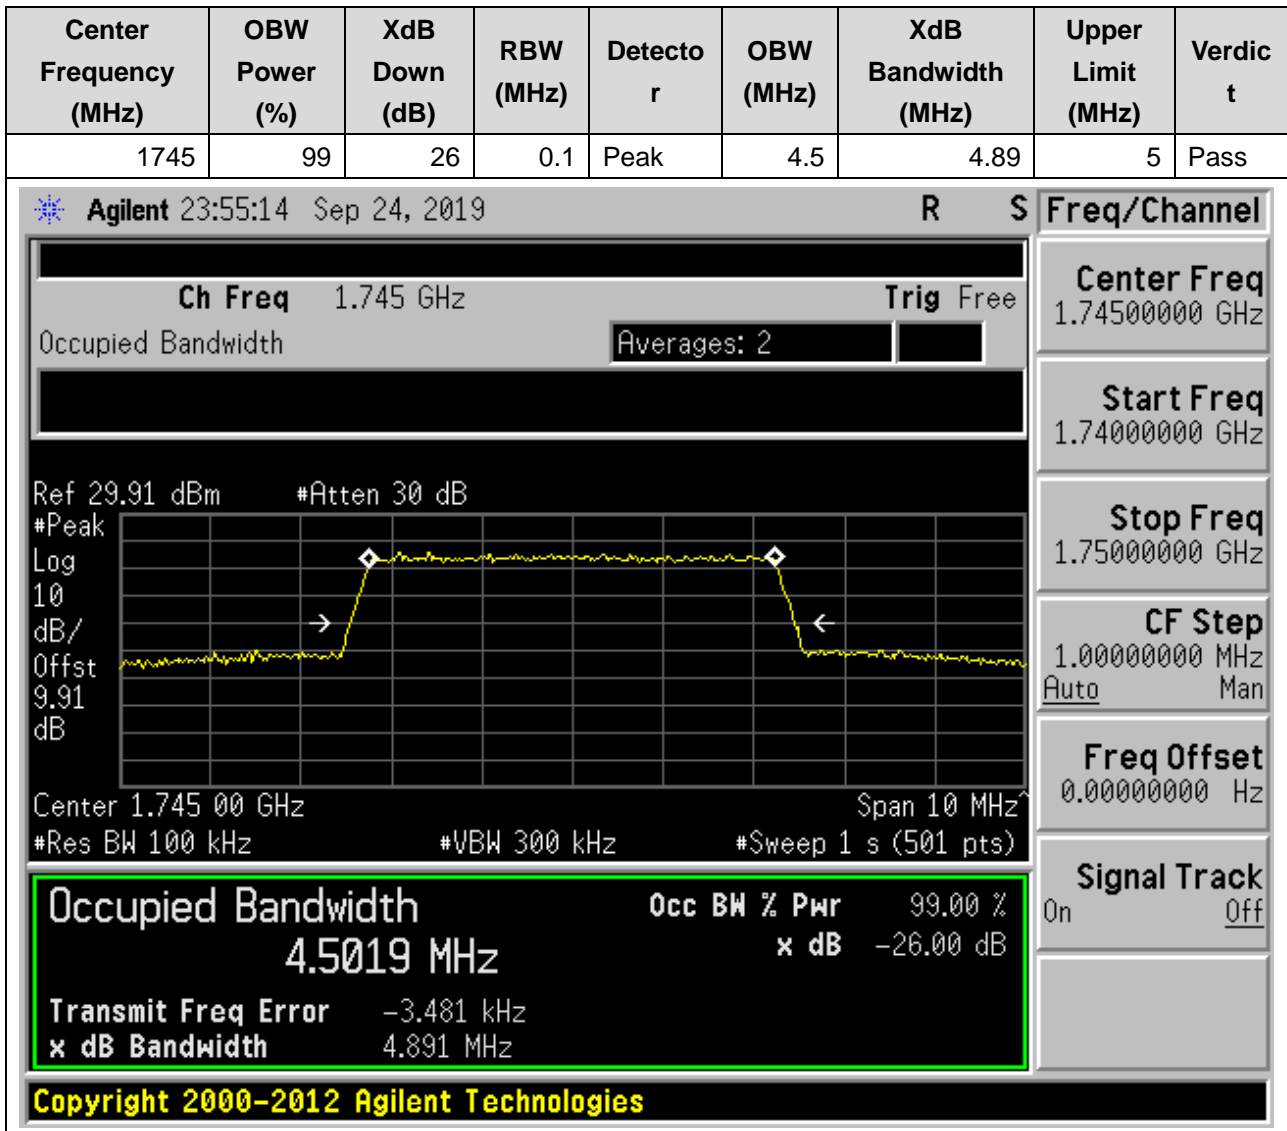 Center Frequency (MHz) OBW Power (%) XdB Down (dB) RBW (MHz) Detecto r OBW (MHz) XdB Bandwidth (MHz) Upper Limit (MHz) Verdic t
1745 99 26 0.1 Peak 4.5 4.89 5 Pass
Agilent 23:55:14 Sep 24, 2019 R S
Ch Freq 1.745 GHz Trig Free
Occupied Bandwidth Averages: 2
Ref 29.91 dBm #Atten 30 dB
#Peak
Log
10
dB/
Offst
9.91
dB
Center 1.745 00 GHz Span 10 MHz^
#Res BW 100 kHz #VBW 300 kHz #Sweep 1 s (501 pts)
Occupied Bandwidth Occ BW % Pwr 99.00 %
4.5019 MHz x dB -26.00 dB
Transmit Freq Error -3.481 kHz
x dB Bandwidth 4.891 MHz
Copyright 2000-2012 Agilent Technologies
Freq/Channel
Center Freq
1.74500000 GHz
Start Freq
1.74000000 GHz
Stop Freq
1.75000000 GHz
CF Step
1.00000000 MHz
Auto Man
Freq Offset
0.00000000 Hz
Signal Track
On Off